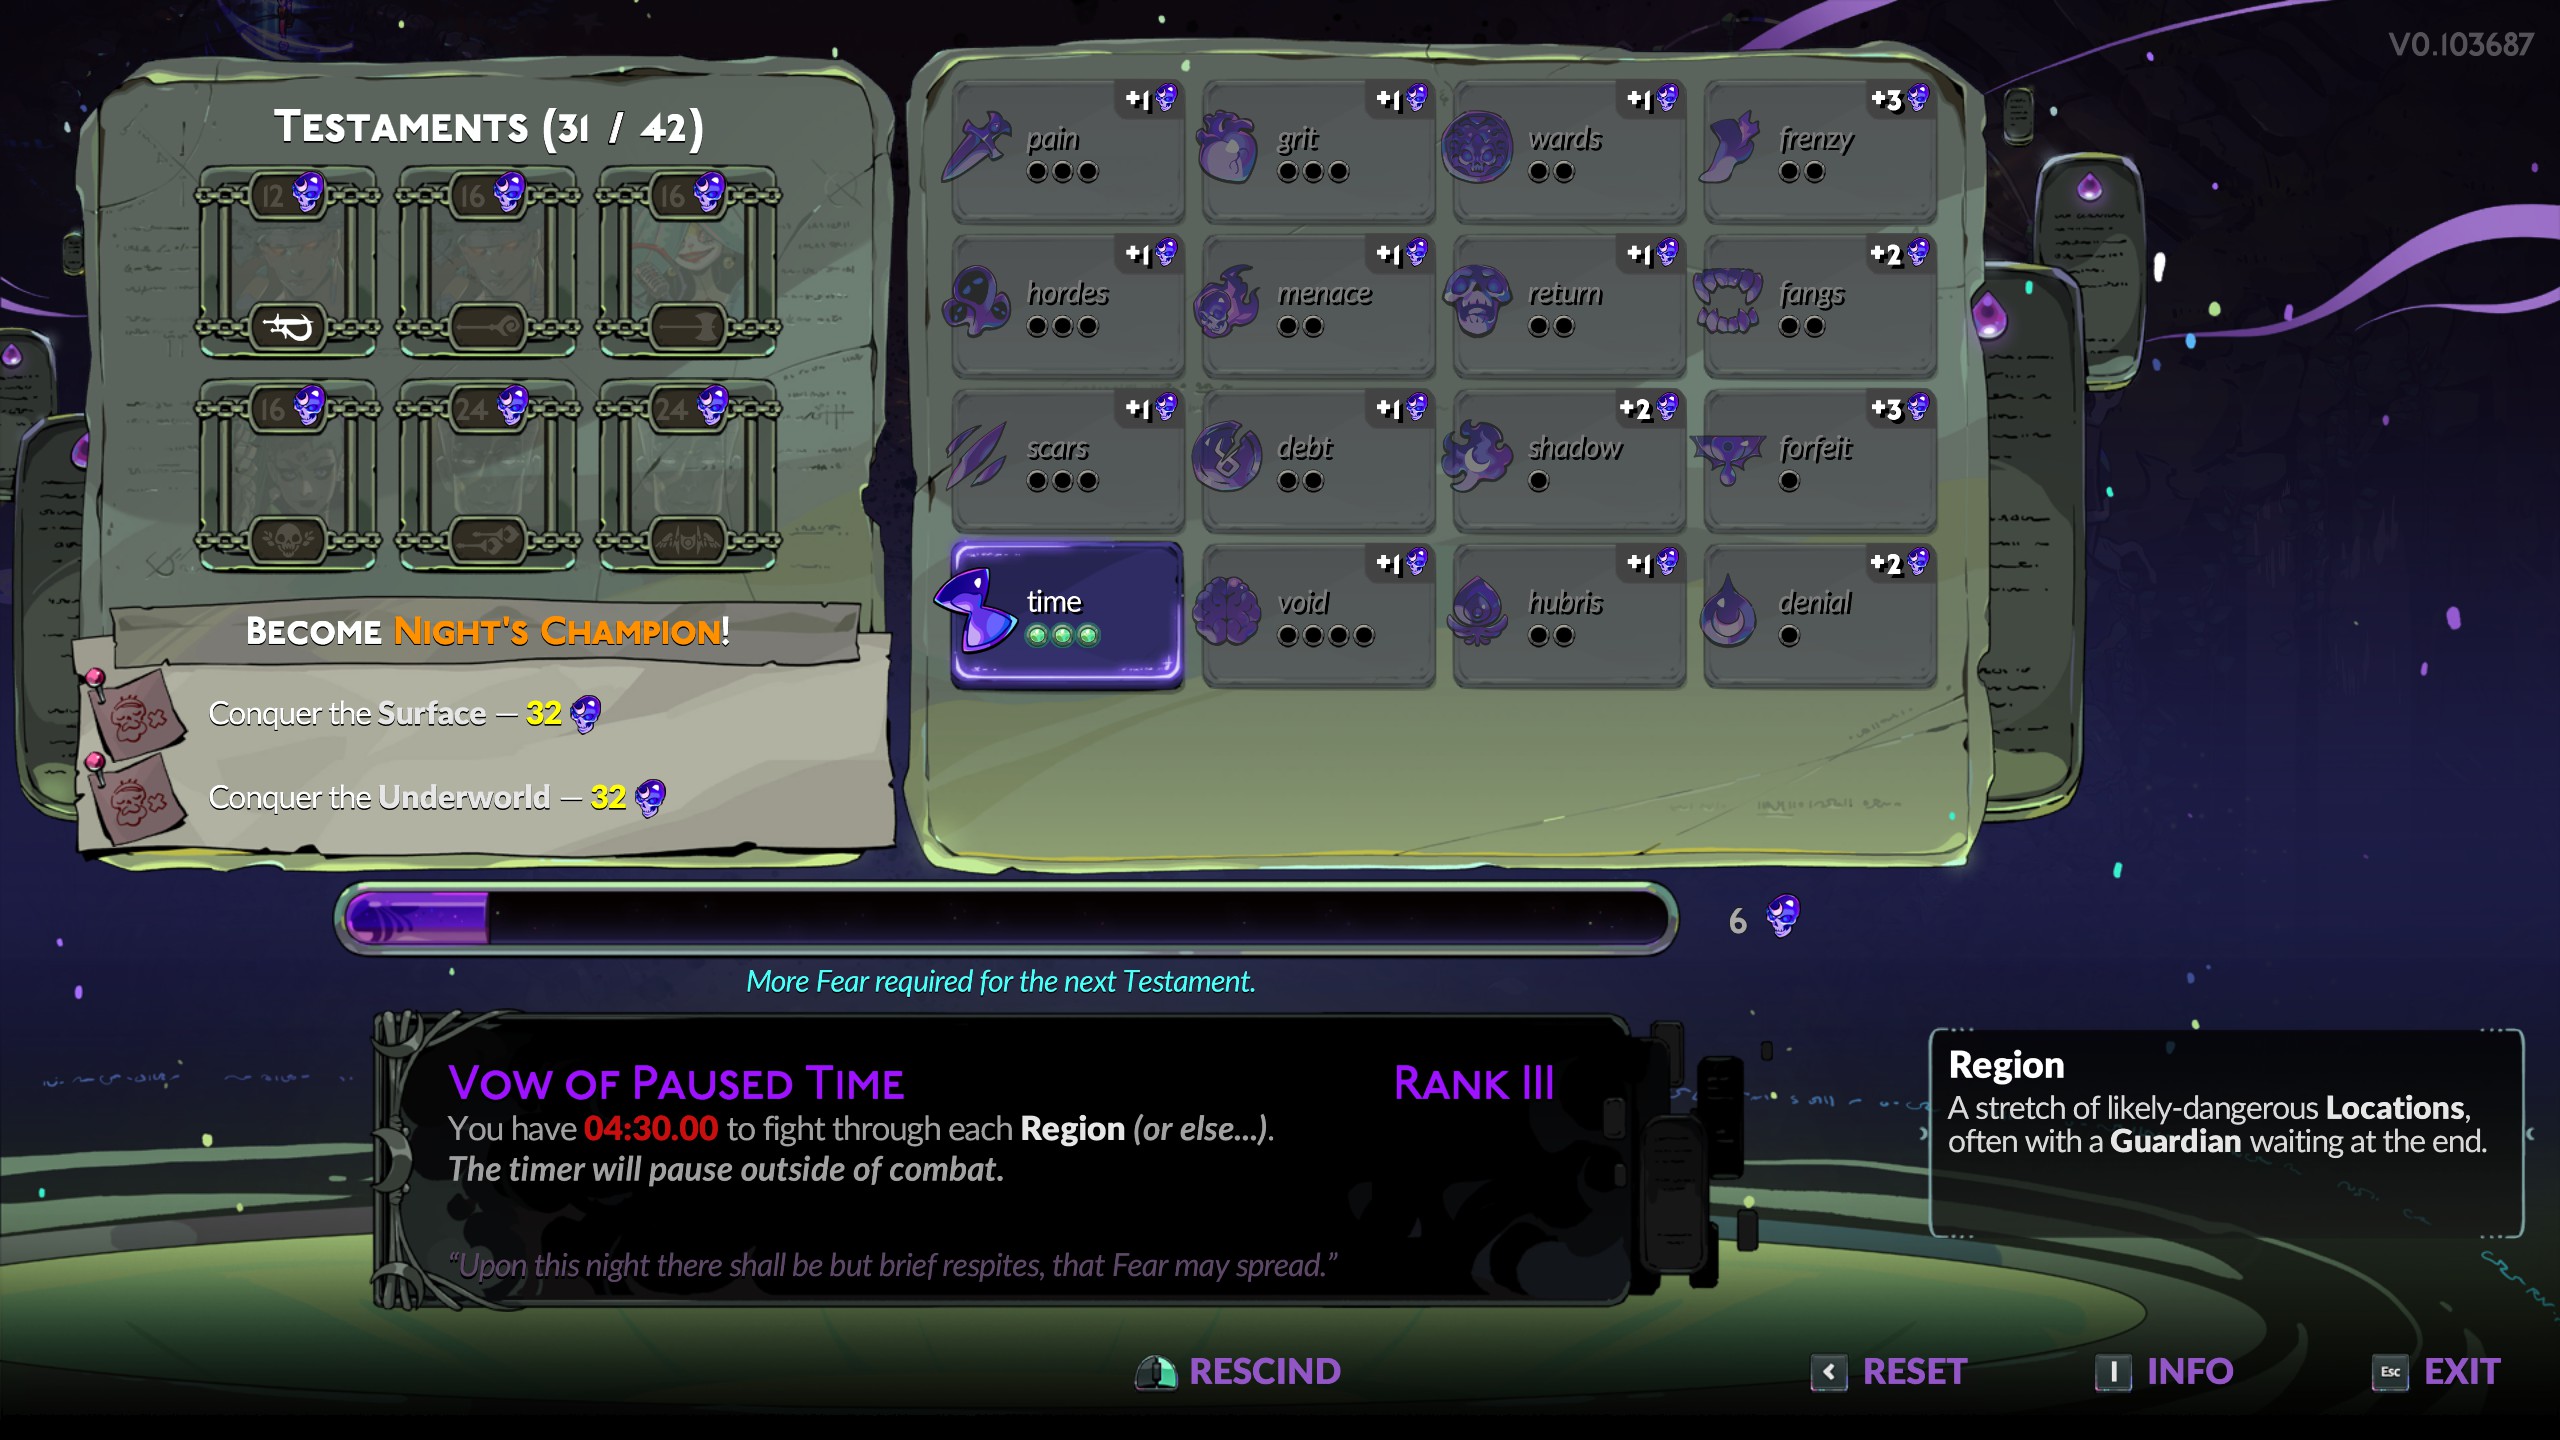 V0.103687
TESTAMENTS (31 / 42)
12
16
16
16
24
24
BECOME NIGHT'S CHAMPION!
Conquer the Surface – 32
Conquer the Underworld – 32
+1
pain
+1
grit
+1
wards
+3
frenzy
+1
hordes
+1
menace
+1
return
+2
fangs
+1
scars
+1
debt
+2
shadow
+3
forfeit
time
+1
void
+1
hubris
+2
denial
6
More Fear required for the next Testament.
VOW OF PAUSED TIME
RANK III
You have 04:30.00 to fight through each Region (or else...).
The timer will pause outside of combat.
“Upon this night there shall be but brief respites, that Fear may spread.”
Region
A stretch of likely-dangerous Locations,
often with a Guardian waiting at the end.
RESCIND
< RESET
I INFO
Esc EXIT